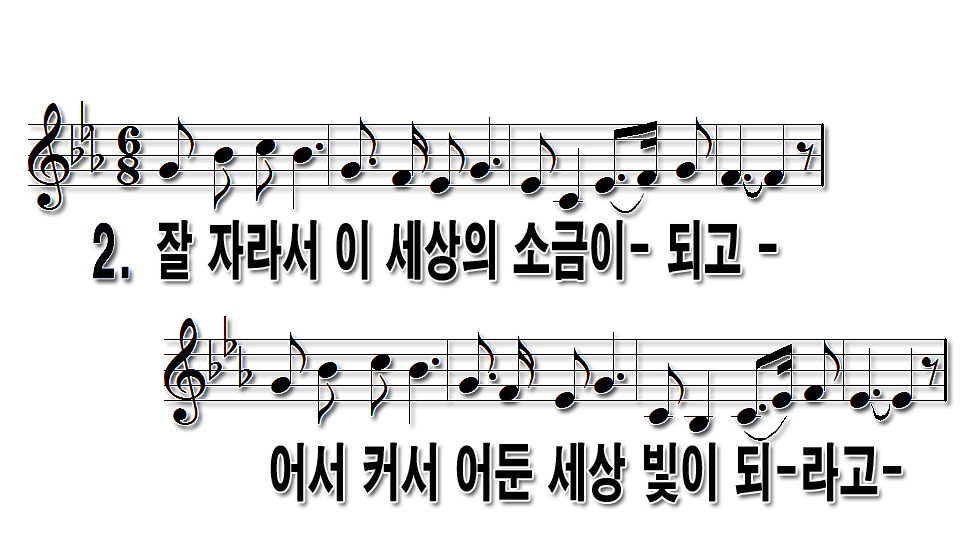 2. 잘 자라서 이 세상의 소금이- 되고 -
어서 커서 어둔 세상 빛이 되-라고-